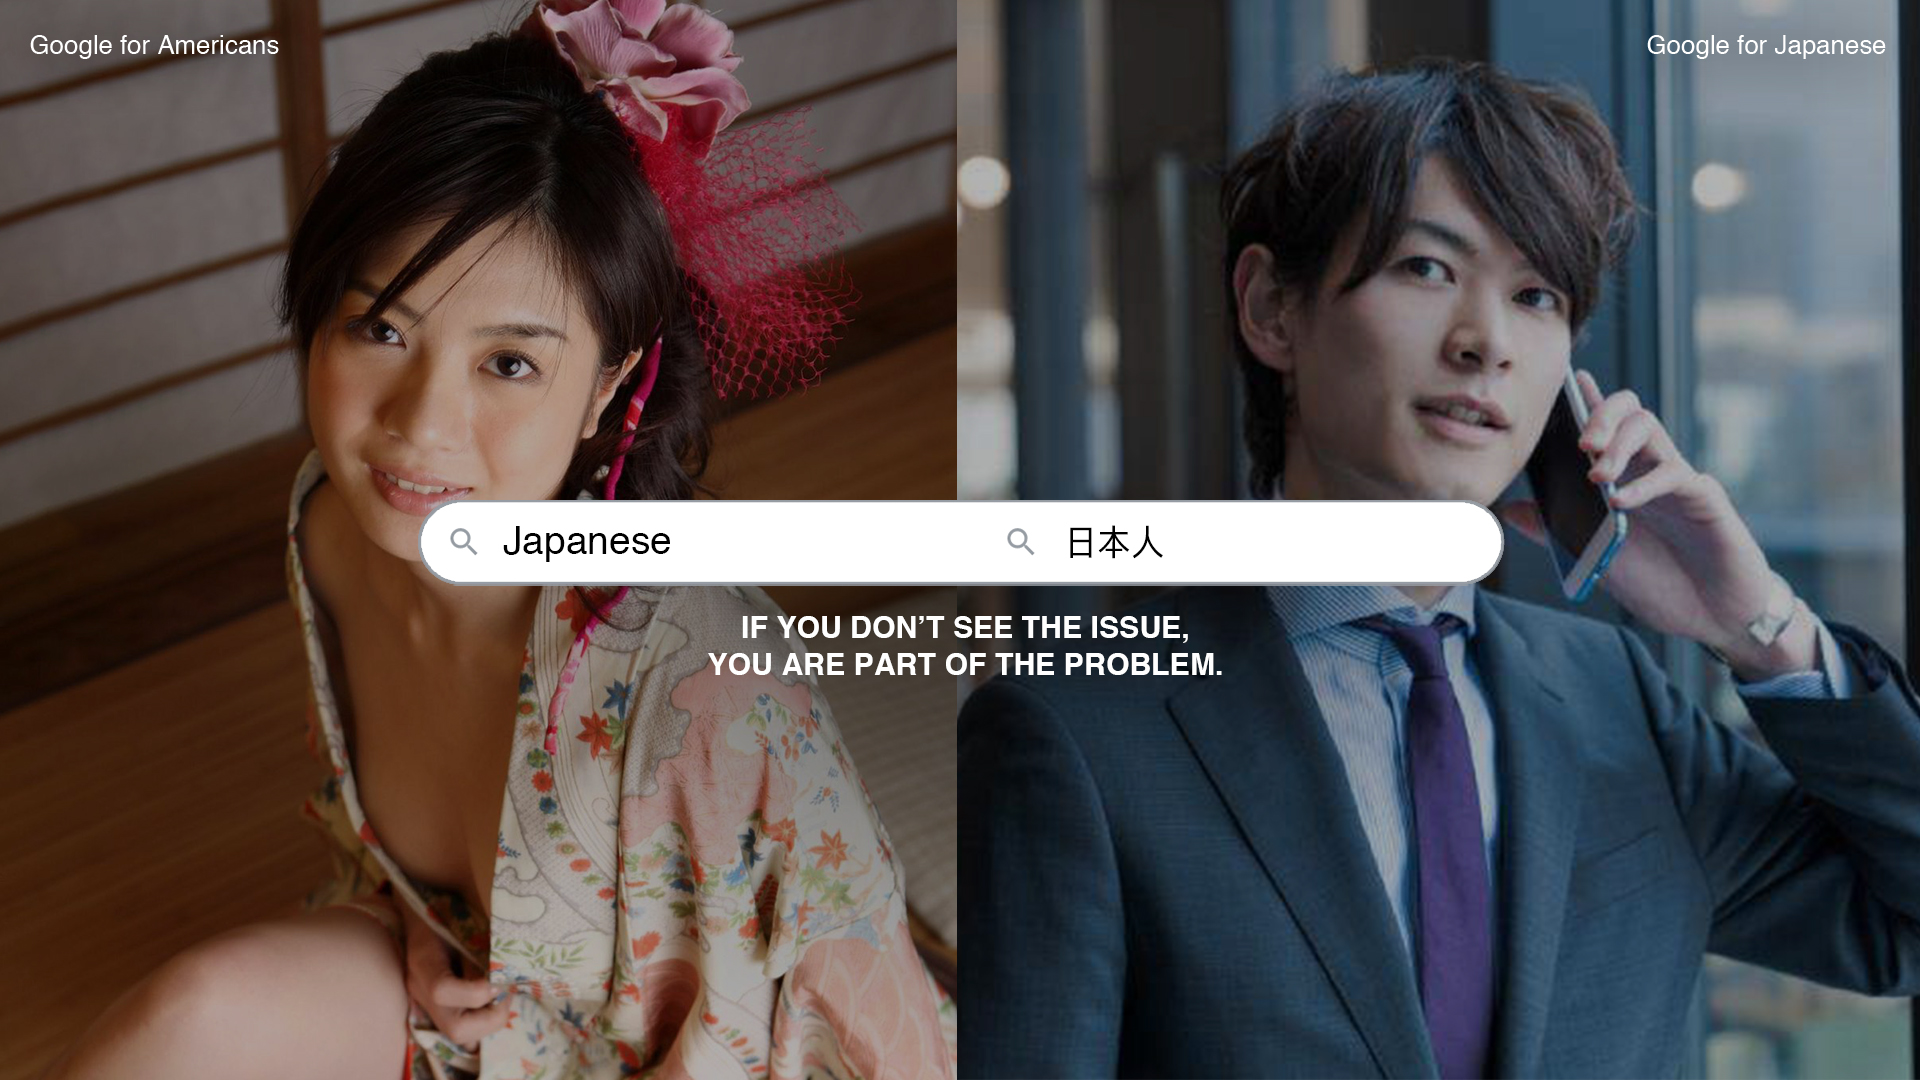 Google for Americans
Google for Japanese
Japanese
日本人
IF YOU DON’T SEE THE ISSUE,
YOU ARE PART OF THE PROBLEM.